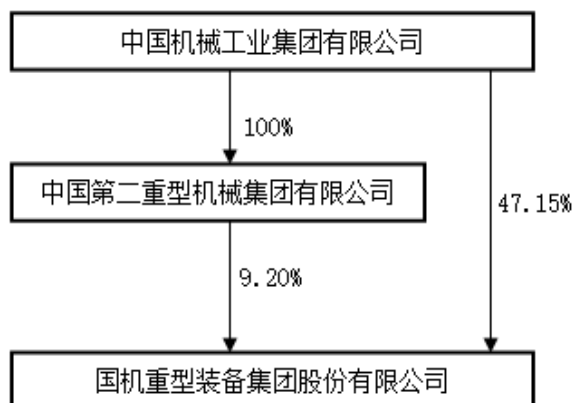 中国机械工业集团有限公司
100%
中国第二重型机械集团有限公司
47.15%
9.20%
国机重型装备集团股份有限公司